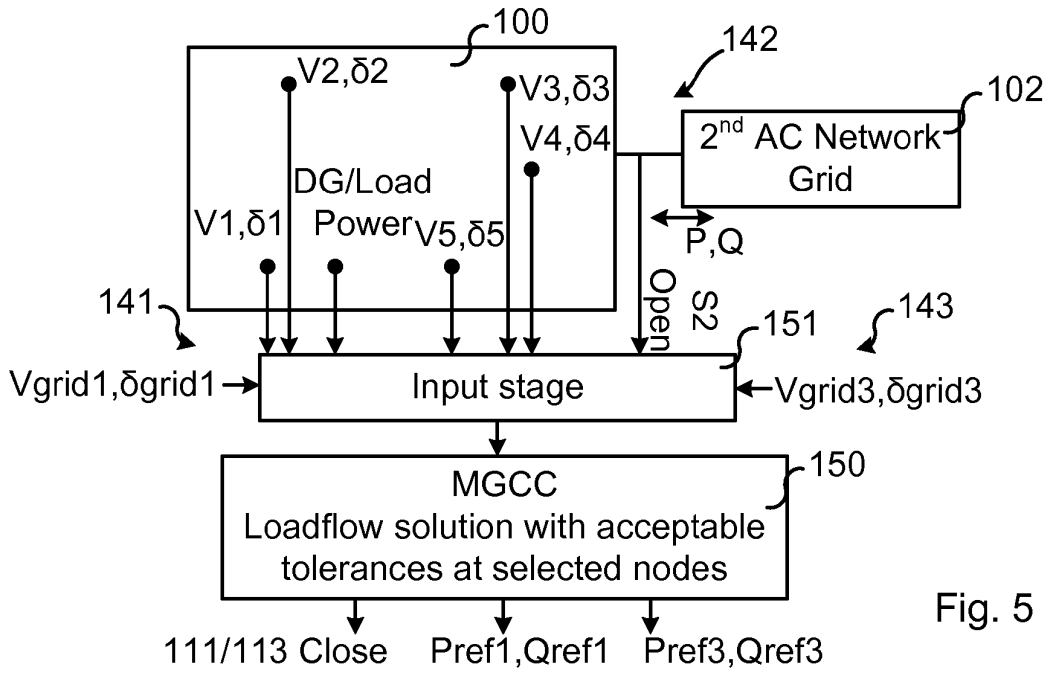 100
142
V2,δ2
V3,δ3
102
2nd AC Network
Grid
V4,δ4
DG/Load
Power
V1,δ1
V5,δ5
P,Q
S2
Open
141
151
143
Vgrid1,δgrid1
Input stage
Vgrid3,δgrid3
150
MGCC
Loadflow solution with acceptable
tolerances at selected nodes
Fig. 5
111/113 Close
Pref1,Qref1
Pref3,Qref3